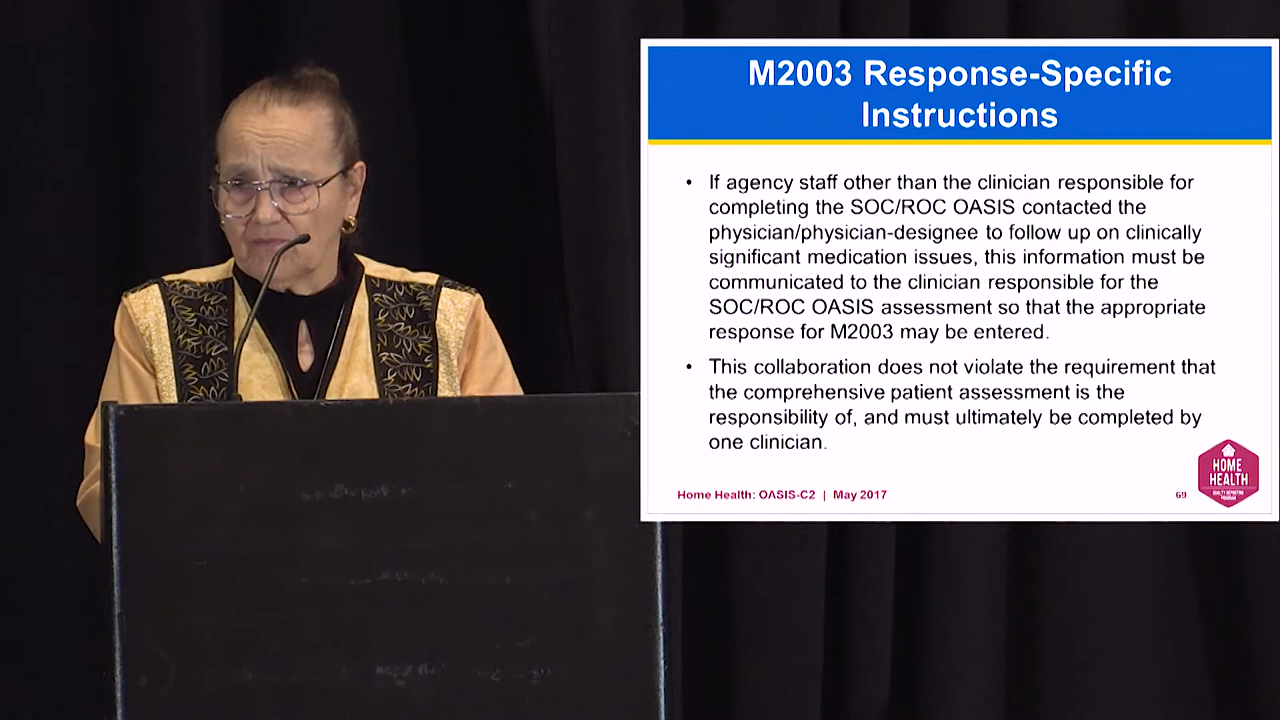 M2003 Response-Specific
Instructions
• If agency staff other than the clinician responsible for
completing the SOC/ROC OASIS contacted the
physician/physician-designee to follow up on clinically
significant medication issues, this information must be
communicated to the clinician responsible for the
SOC/ROC OASIS assessment so that the appropriate
response for M2003 may be entered.
• This collaboration does not violate the requirement that
the comprehensive patient assessment is the
responsibility of, and must ultimately be completed by
one clinician.
Home Health: OASIS-C2 | May 2017
69
HOME
HEALTH
QUALITY REPORTING
PROGRAM